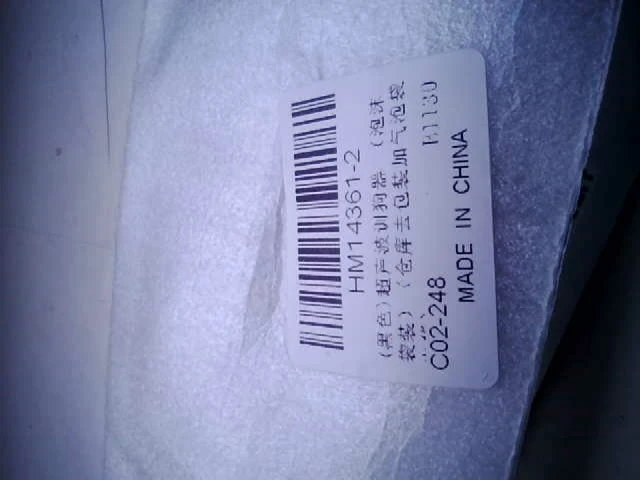 HM14361-2
(黑色)超声波训狗器 (泡沫
袋装) (仓库去包装加气泡袋
C02-248 E1130
MADE IN CHINA